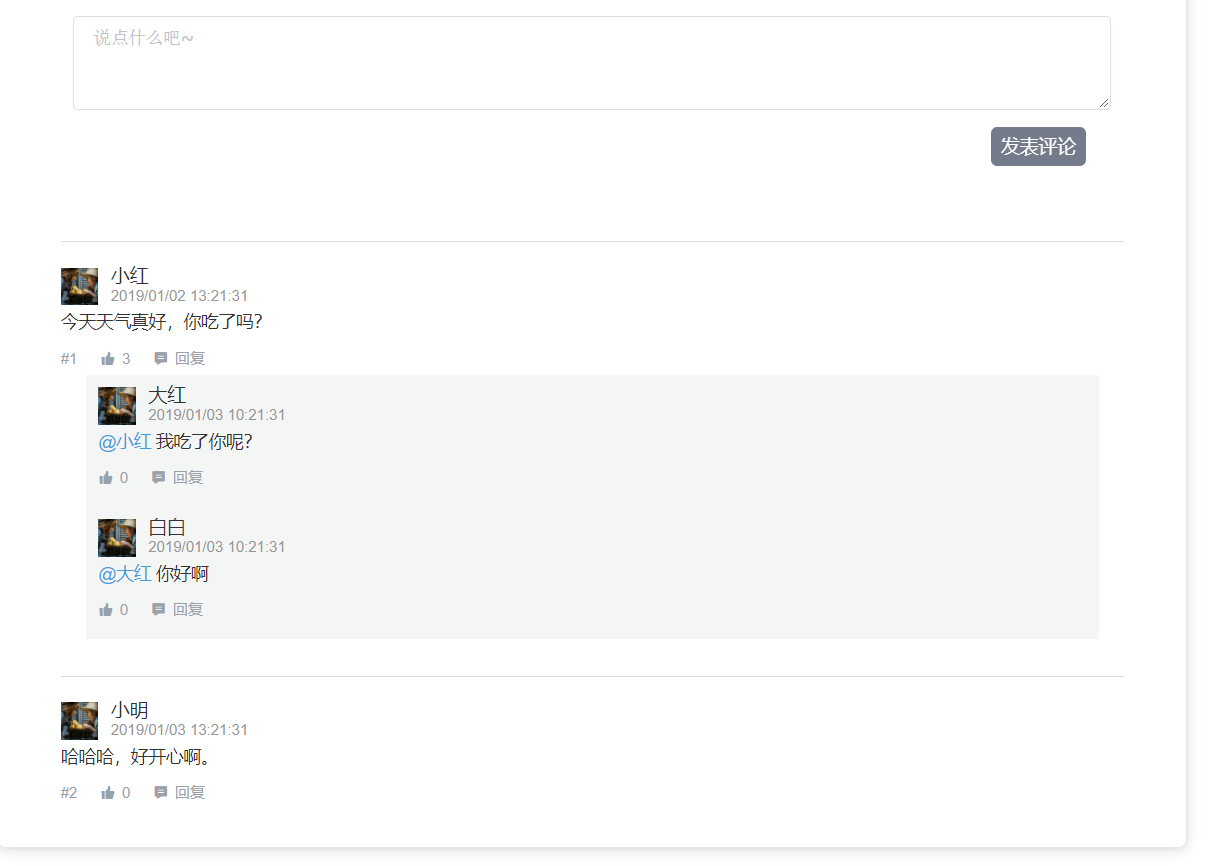 说点什么吧~
发表评论
小红
2019/01/02 13:21:31
今天天气真好，你吃了吗？
#1 3 回复
大红
2019/01/03 10:21:31
@小红 我吃了你呢？
0 回复
白白
2019/01/03 10:21:31
@大红 你好啊
0 回复
小明
2019/01/03 13:21:31
哈哈哈，好开心啊。
#2 0 回复